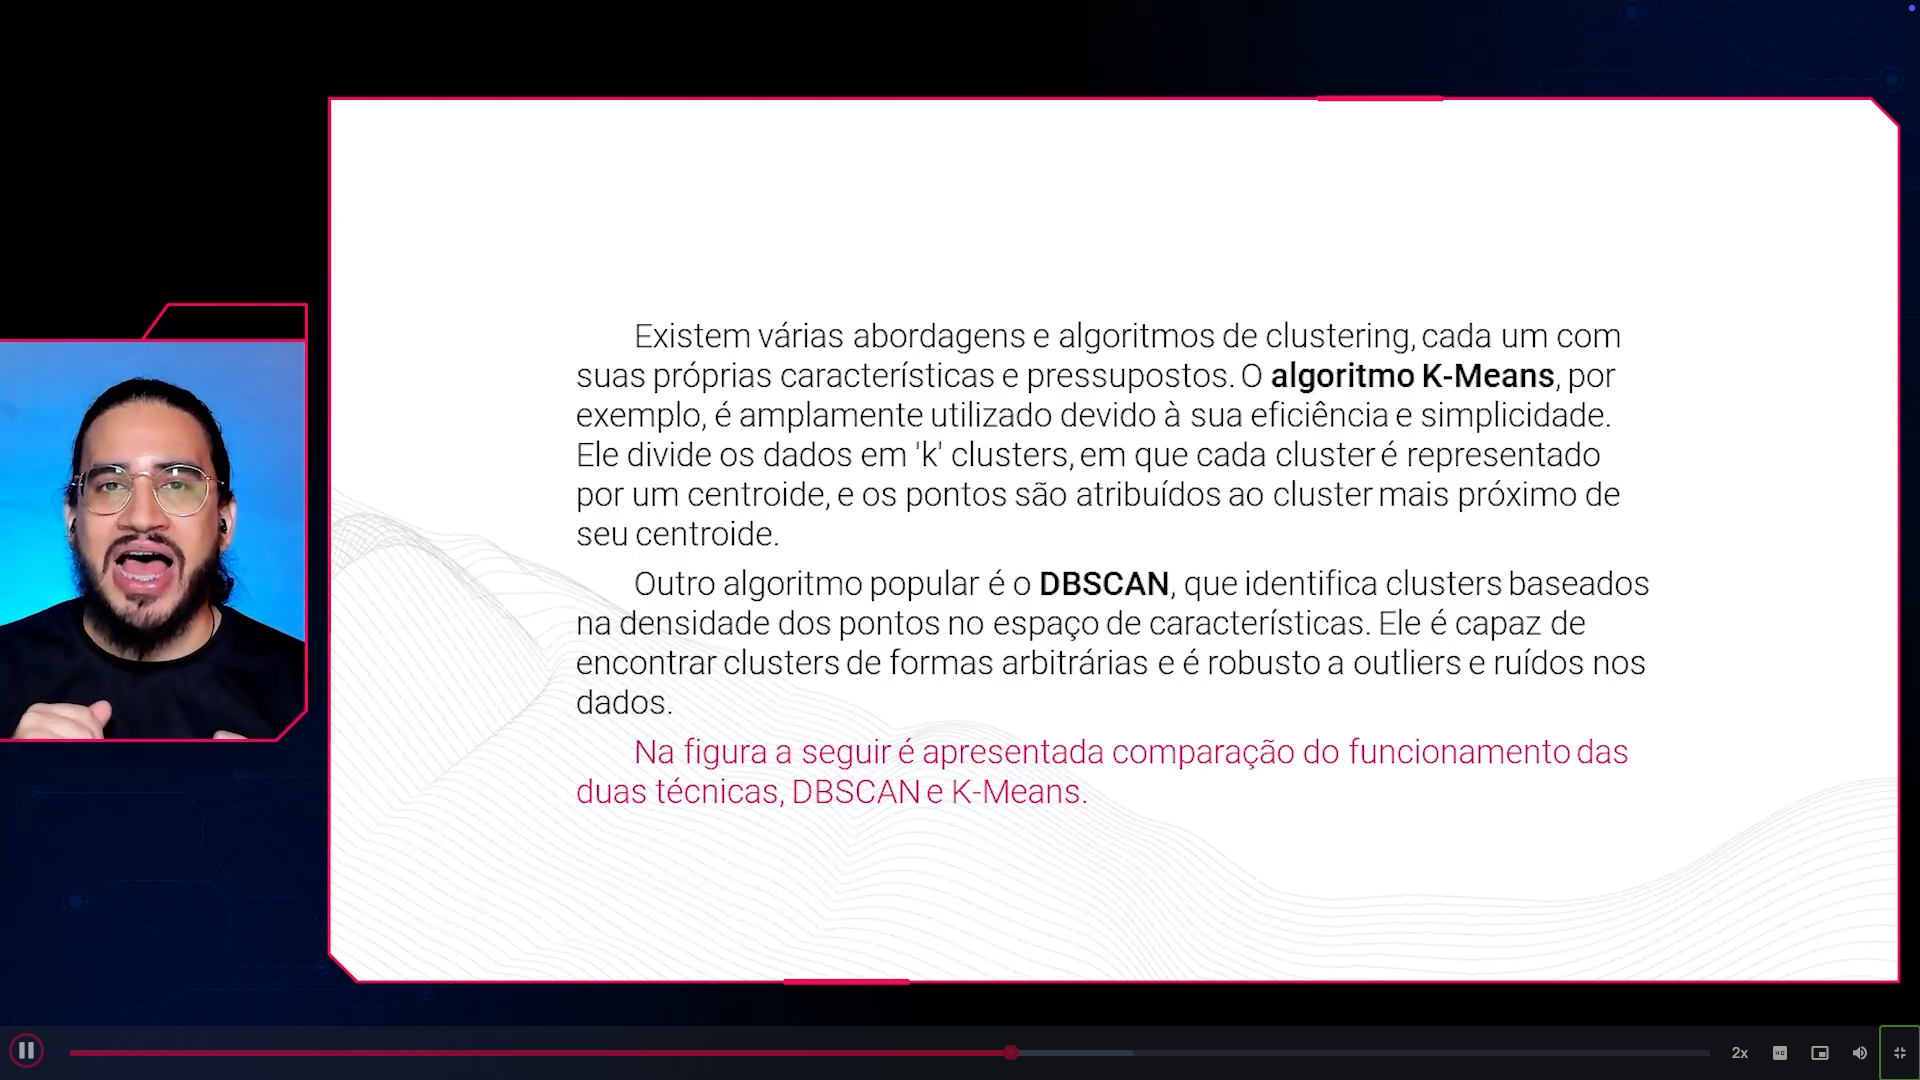 Existem várias abordagens e algoritmos de clustering, cada um com
suas próprias características e pressupostos. O algoritmo K-Means, por
exemplo, é amplamente utilizado devido à sua eficiência e simplicidade.
Ele divide os dados em 'k' clusters, em que cada cluster é representado
por um centroide, e os pontos são atribuídos ao cluster mais próximo de
seu centroide.
Outro algoritmo popular é o DBSCAN, que identifica clusters baseados
na densidade dos pontos no espaço de características. Ele é capaz de
encontrar clusters de formas arbitrárias e é robusto a outliers e ruídos nos
dados.
Na figura a seguir é apresentada comparação do funcionamento das
duas técnicas, DBSCAN e K-Means.
2x